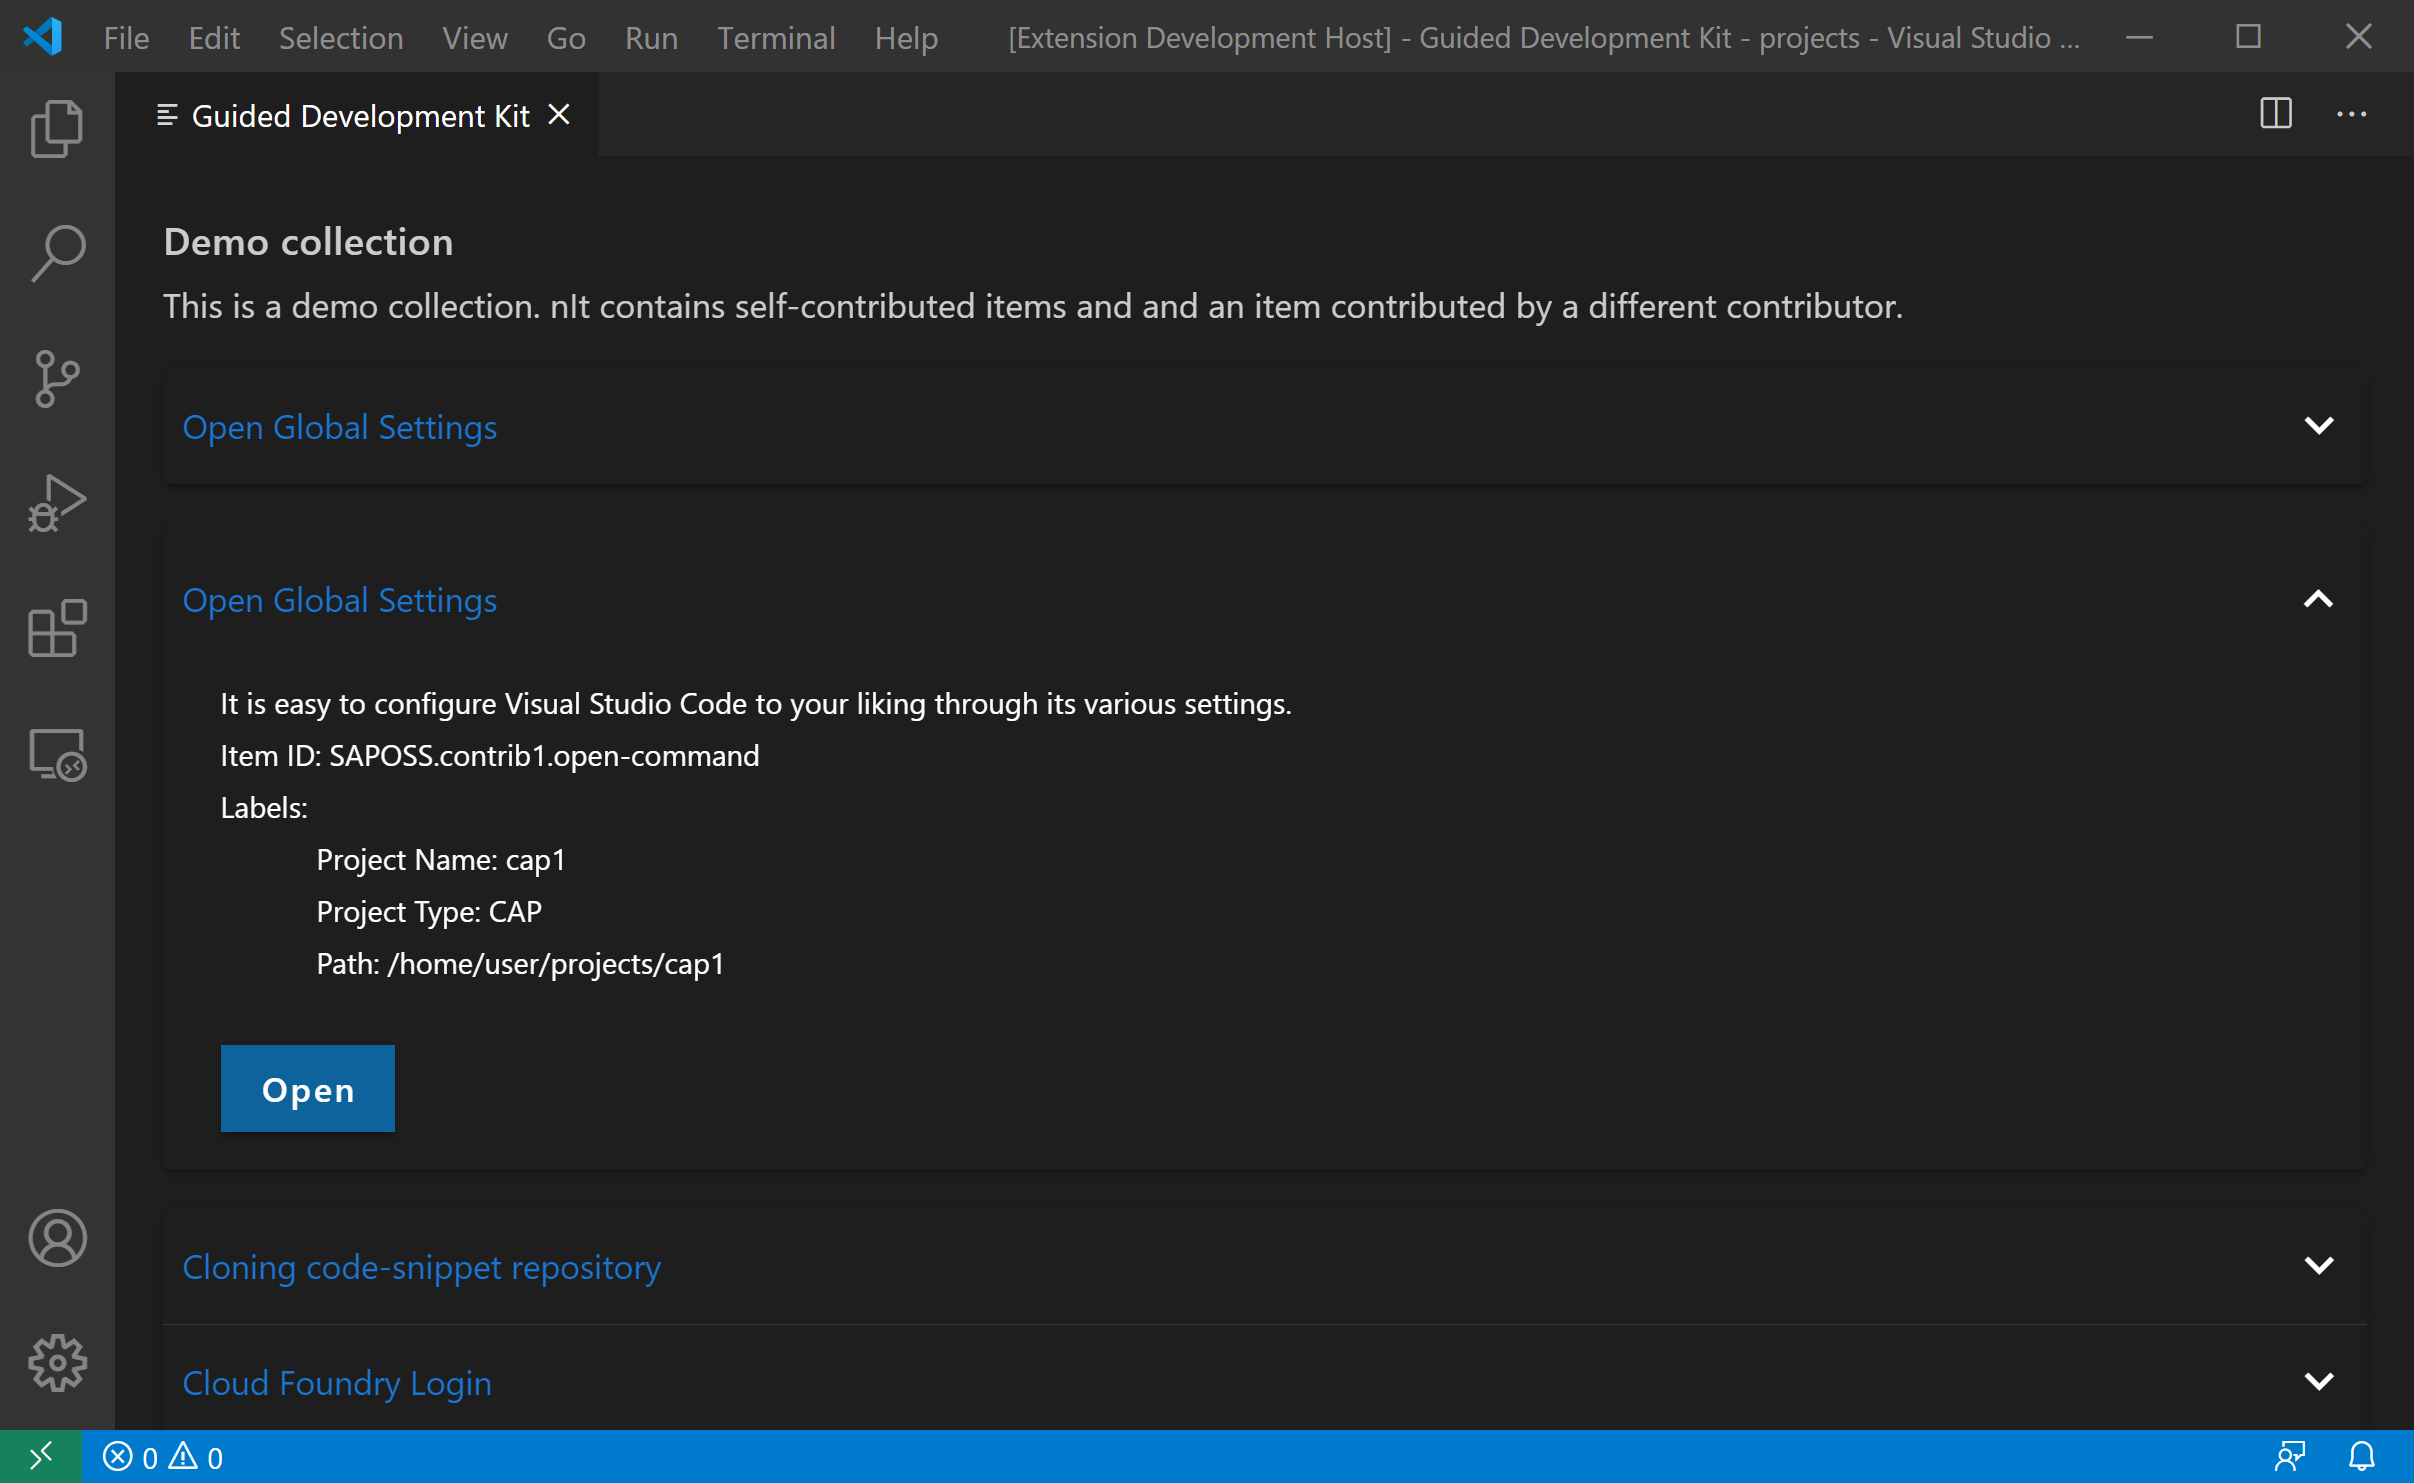 File Edit Selection View Go Run Terminal Help [Extension Development Host] - Guided Development Kit - projects - Visual Studio ...
Guided Development Kit
Demo collection
This is a demo collection. nIt contains self-contributed items and and an item contributed by a different contributor.
Open Global Settings
Open Global Settings
It is easy to configure Visual Studio Code to your liking through its various settings.
Item ID: SAPOSS.contrib1.open-command
Labels:
Project Name: cap1
Project Type: CAP
Path: /home/user/projects/cap1
Open
Cloning code-snippet repository
Cloud Foundry Login
0 0